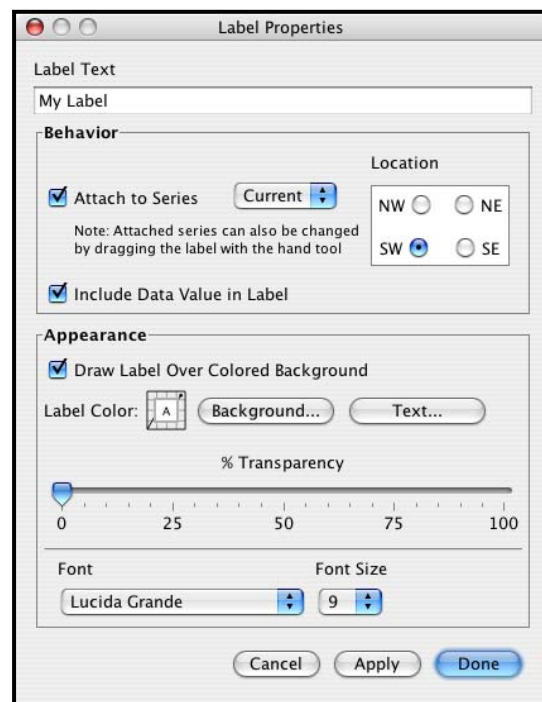 Label Properties
Label Text
My Label
Behavior
Location
Attach to Series Current
NW NE
Note: Attached series can also be changed
by dragging the label with the hand tool
SW SE
Include Data Value in Label
Appearance
Draw Label Over Colored Background
Label Color: A Background... Text...
% Transparency
0 25 50 75 100
Font Font Size
Lucida Grande 9
Cancel Apply Done